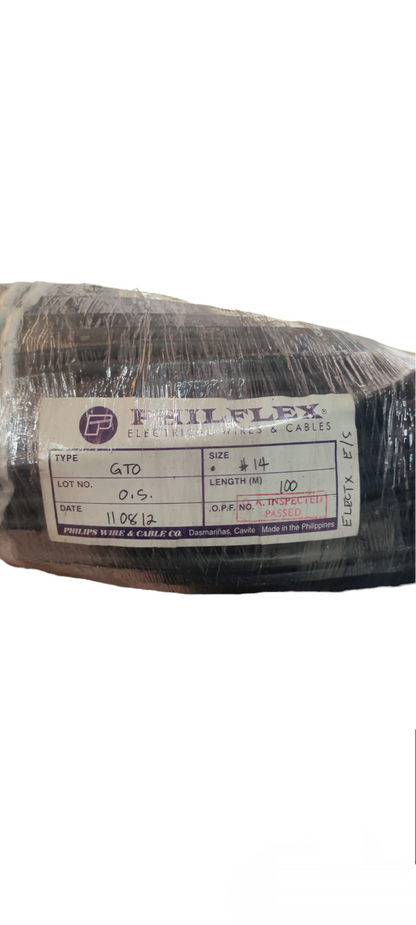 PHILFLEX®
ELECTRICAL WIRES & CABLES
TYPE GTO
SIZE #14
LOT NO. O.S.
LENGTH (M) 100
DATE 110812
.O.P.F. NO.
Q.A. INSPECTED
PASSED
PHILIPS WIRE & CABLE CO. Dasmariñas, Cavite Made in the Philippines